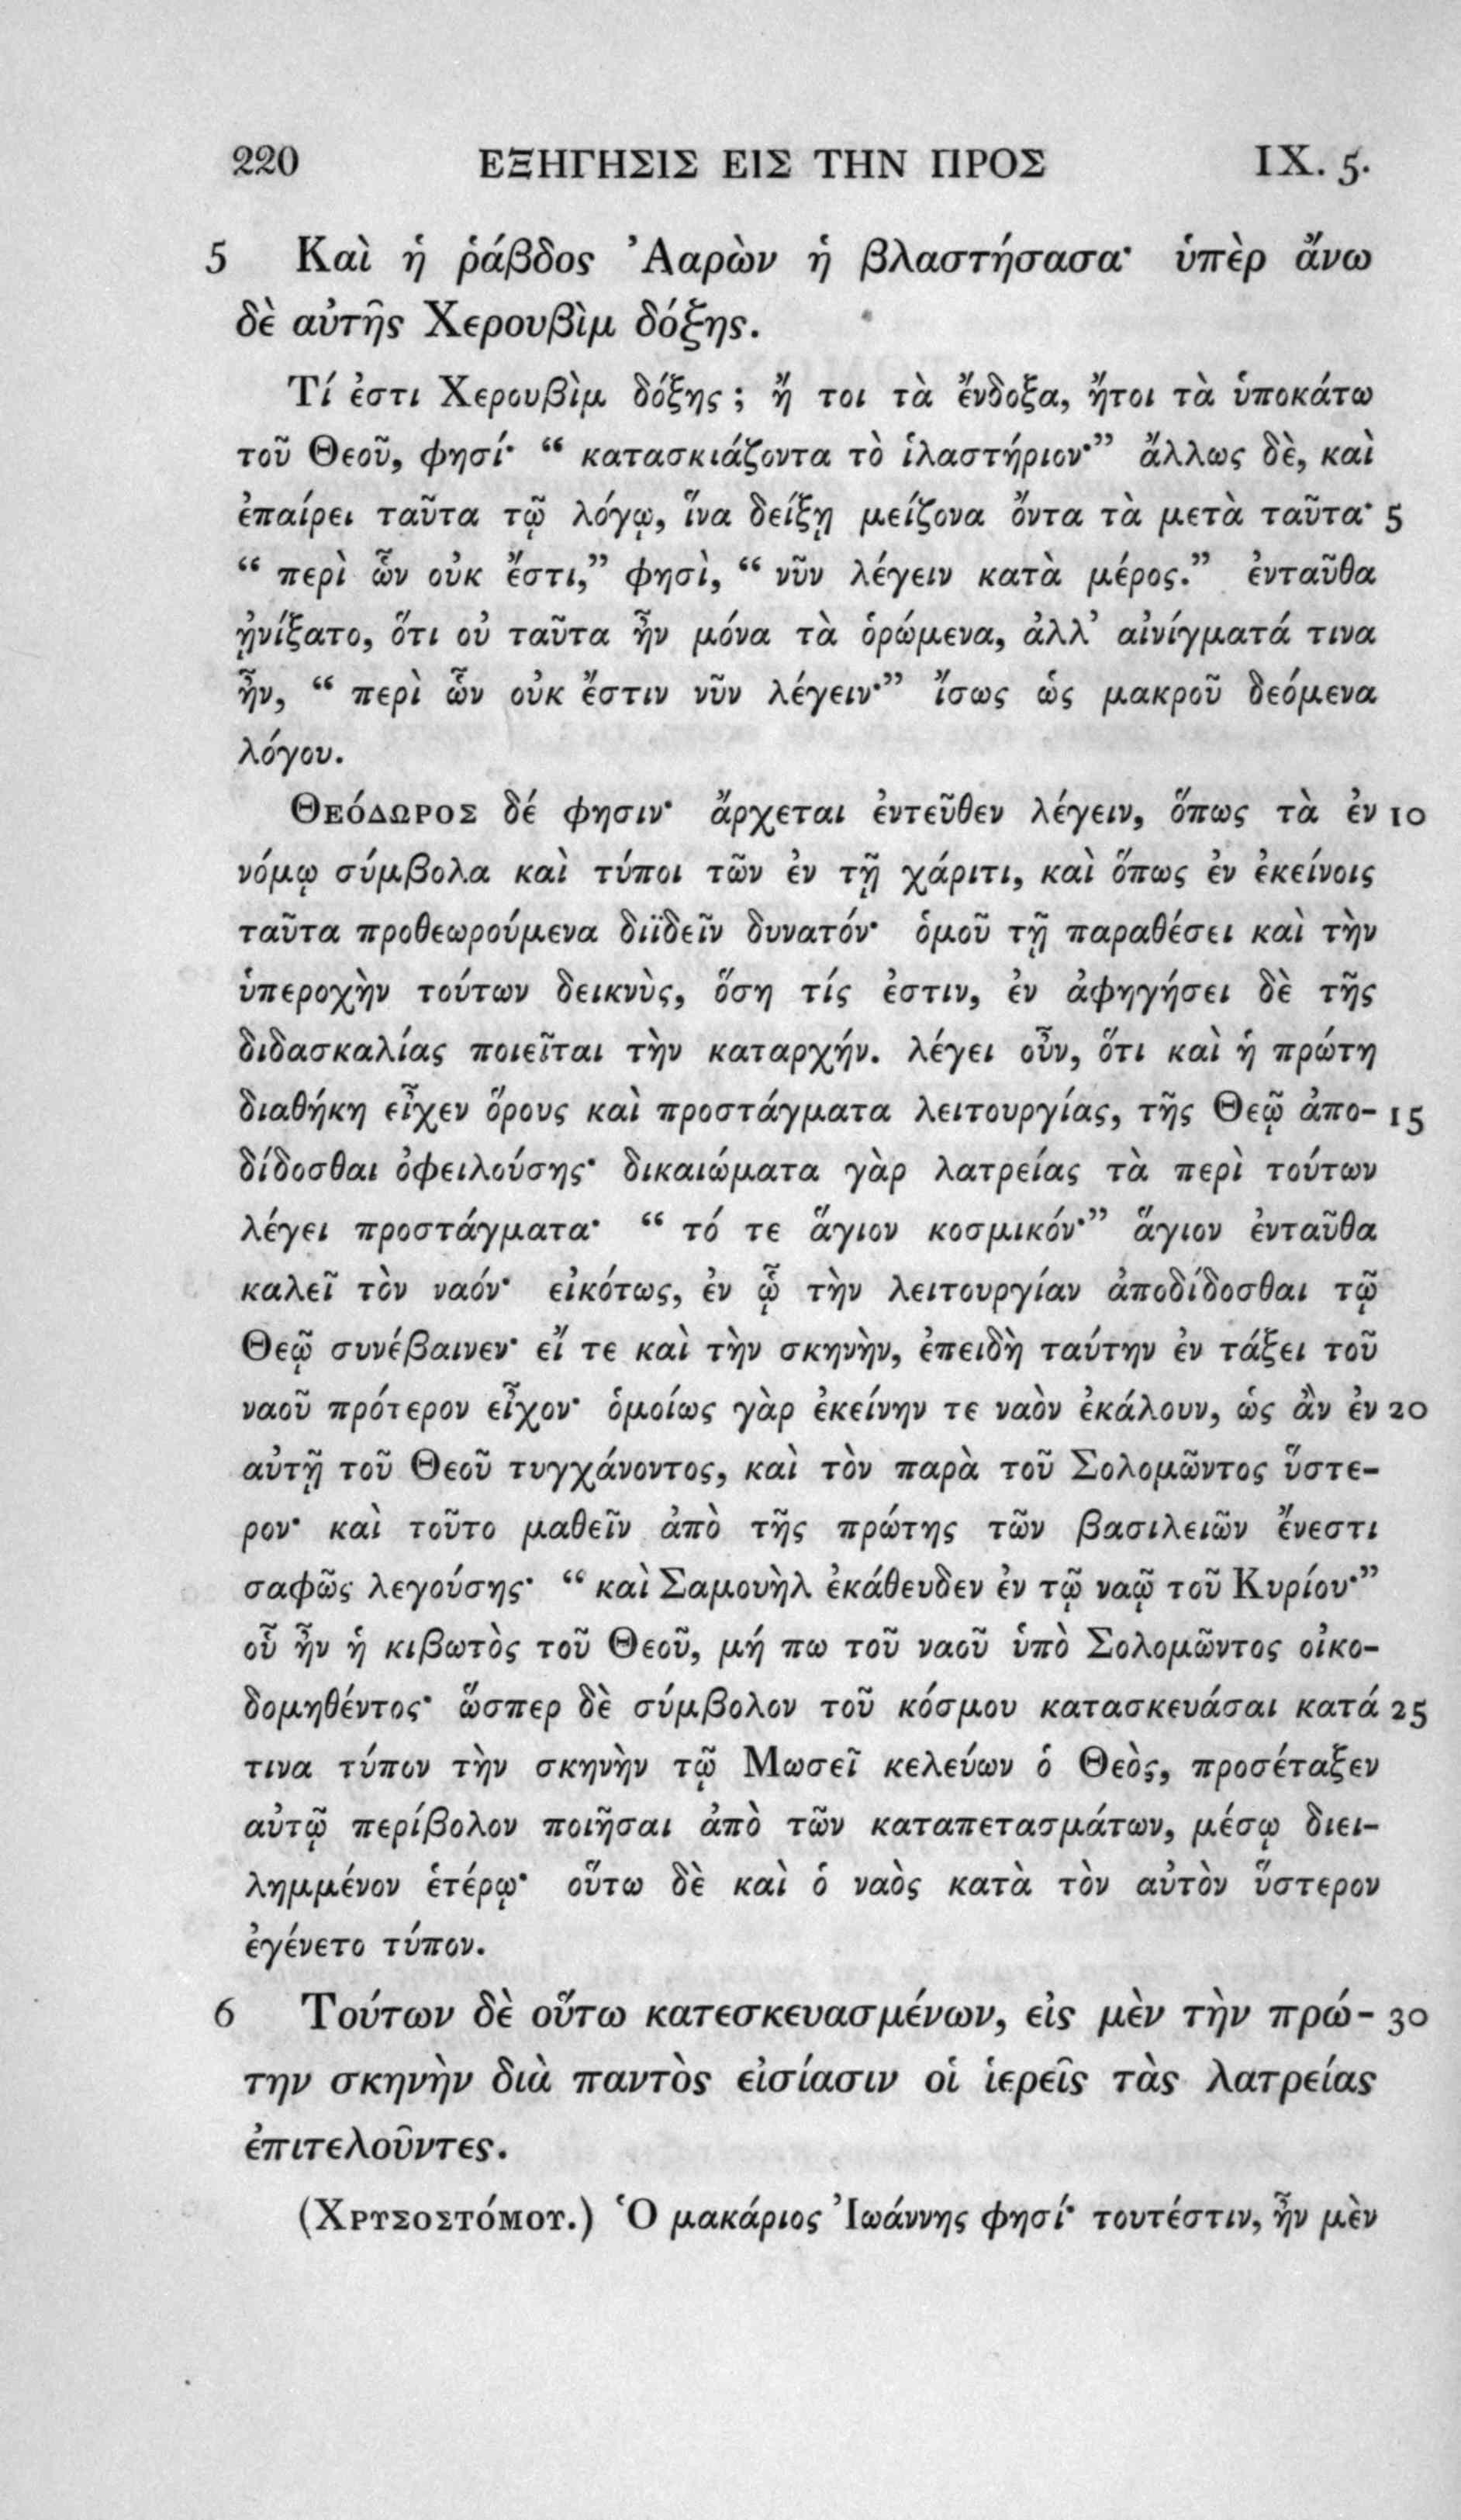 220 ΕΞΗΓΗΣΙΣ ΕΙΣ ΤΗΝ ΠΡΟΣ IX. 5.
5 Καὶ ἡ ῥάβδος Ἀαρὼν ἡ βλαστήσασα· ὑπὲρ ἄνω
δὲ αὐτῆς Χερουβὶμ δόξης.
Τί ἐστι Χερουβὶμ δόξης; ἤ τοι τὰ ἔνδοξα, ἤτοι τὰ ὑποκάτω
τοῦ Θεοῦ, φησί· “ κατασκιάζοντα τὸ ἱλαστήριον·” ἄλλως δὲ, καὶ
ἐπαίρει ταῦτα τῷ λόγῳ, ἵνα δείξῃ μείζονα ὄντα τὰ μετὰ ταῦτα· 5
“ περὶ ὧν οὐκ ἔστι,” φησὶ, “ νῦν λέγειν κατὰ μέρος.” ἐνταῦθα
ᾐνίξατο, ὅτι οὐ ταῦτα ἦν μόνα τὰ ὁρώμενα, ἀλλ’ αἰνίγματά τινα
ἦν, “ περὶ ὧν οὐκ ἔστιν νῦν λέγειν·” ἴσως ὡς μακροῦ δεόμενα
λόγου.
ΘΕΌΔΩΡΟΣ δέ φησιν· ἄρχεται ἐντεῦθεν λέγειν, ὅπως τὰ ἐν 10
νόμῳ σύμβολα καὶ τύποι τῶν ἐν τῇ χάριτι, καὶ ὅπως ἐν ἐκείνοις
ταῦτα προθεωρούμενα διϊδεῖν δυνατόν· ὁμοῦ τῇ παραθέσει καὶ τὴν
ὑπεροχὴν τούτων δεικνὺς, ὅση τίς ἐστιν, ἐν ἀφηγήσει δὲ τῆς
διδασκαλίας ποιεῖται τὴν καταρχήν. λέγει οὖν, ὅτι καὶ ἡ πρώτη
διαθήκη εἶχεν ὅρους καὶ προστάγματα λειτουργίας, τῆς Θεῷ ἀπο- 15
δίδοσθαι ὀφειλούσης· δικαιώματα γὰρ λατρείας τὰ περὶ τούτων
λέγει προστάγματα· “ τό τε ἅγιον κοσμικόν·” ἅγιον ἐνταῦθα
καλεῖ τὸν ναόν· εἰκότως, ἐν ᾧ τὴν λειτουργίαν ἀποδίδοσθαι τῷ
Θεῷ συνέβαινεν· εἴ τε καὶ τὴν σκηνὴν, ἐπειδὴ ταύτην ἐν τάξει τοῦ
ναοῦ πρότερον εἶχον· ὁμοίως γὰρ ἐκείνην τε ναὸν ἐκάλουν, ὡς ἂν ἐν 20
αὐτῇ τοῦ Θεοῦ τυγχάνοντος, καὶ τὸν παρὰ τοῦ Σολομῶντος ὕστε-
ρον· καὶ τοῦτο μαθεῖν ἀπὸ τῆς πρώτης τῶν βασιλειῶν ἔνεστι
σαφῶς λεγούσης· “ καὶ Σαμουὴλ ἐκάθευδεν ἐν τῷ ναῷ τοῦ Κυρίου·”
οὗ ἦν ἡ κιβωτὸς τοῦ Θεοῦ, μή πω τοῦ ναοῦ ὑπὸ Σολομῶντος οἰκο-
δομηθέντος· ὥσπερ δὲ σύμβολον τοῦ κόσμου κατασκευάσαι κατά 25
τινα τύπον τὴν σκηνὴν τῷ Μωσεῖ κελεύων ὁ Θεὸς, προσέταξεν
αὐτῷ περίβολον ποιῆσαι ἀπὸ τῶν καταπετασμάτων, μέσῳ διει-
λημμένον ἑτέρῳ· οὕτω δὲ καὶ ὁ ναὸς κατὰ τὸν αὐτὸν ὕστερον
ἐγένετο τύπον.
6 Τούτων δὲ οὕτω κατεσκευασμένων, εἰς μὲν τὴν πρώ- 30
την σκηνὴν διὰ παντὸς εἰσίασιν οἱ ἱερεῖς τὰς λατρείας
ἐπιτελοῦντες.
(ΧΡΥΣΟΣΤΌΜΟΥ.) Ὁ μακάριος Ἰωάννης φησί· τουτέστιν, ἦν μὲν